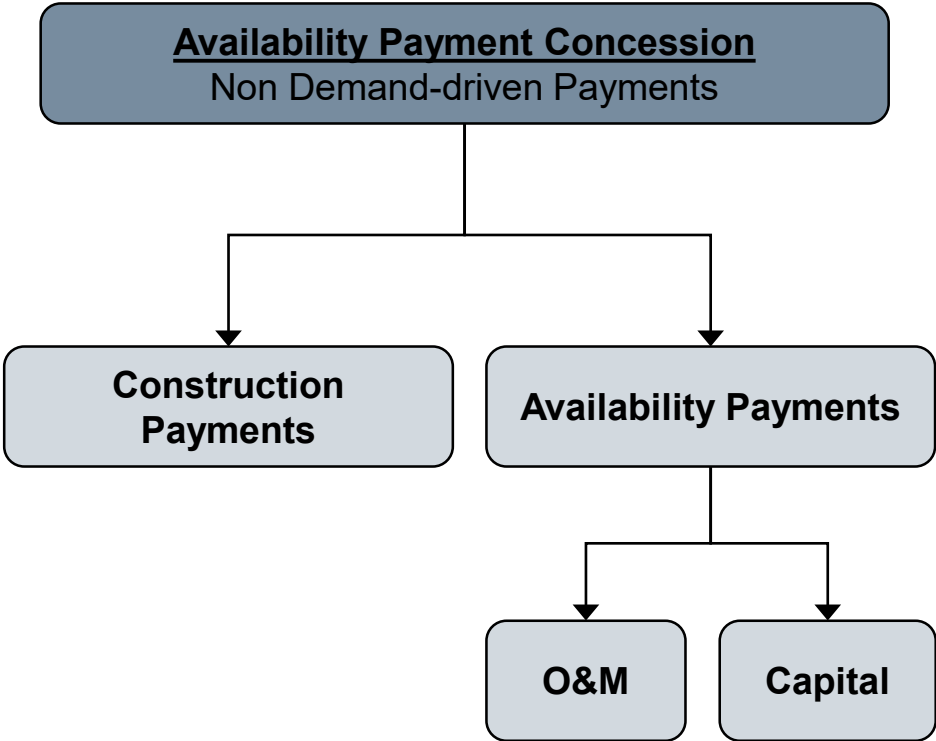 Availability Payment Concession
Non Demand-driven Payments
Construction
Payments
Availability Payments
O&M
Capital